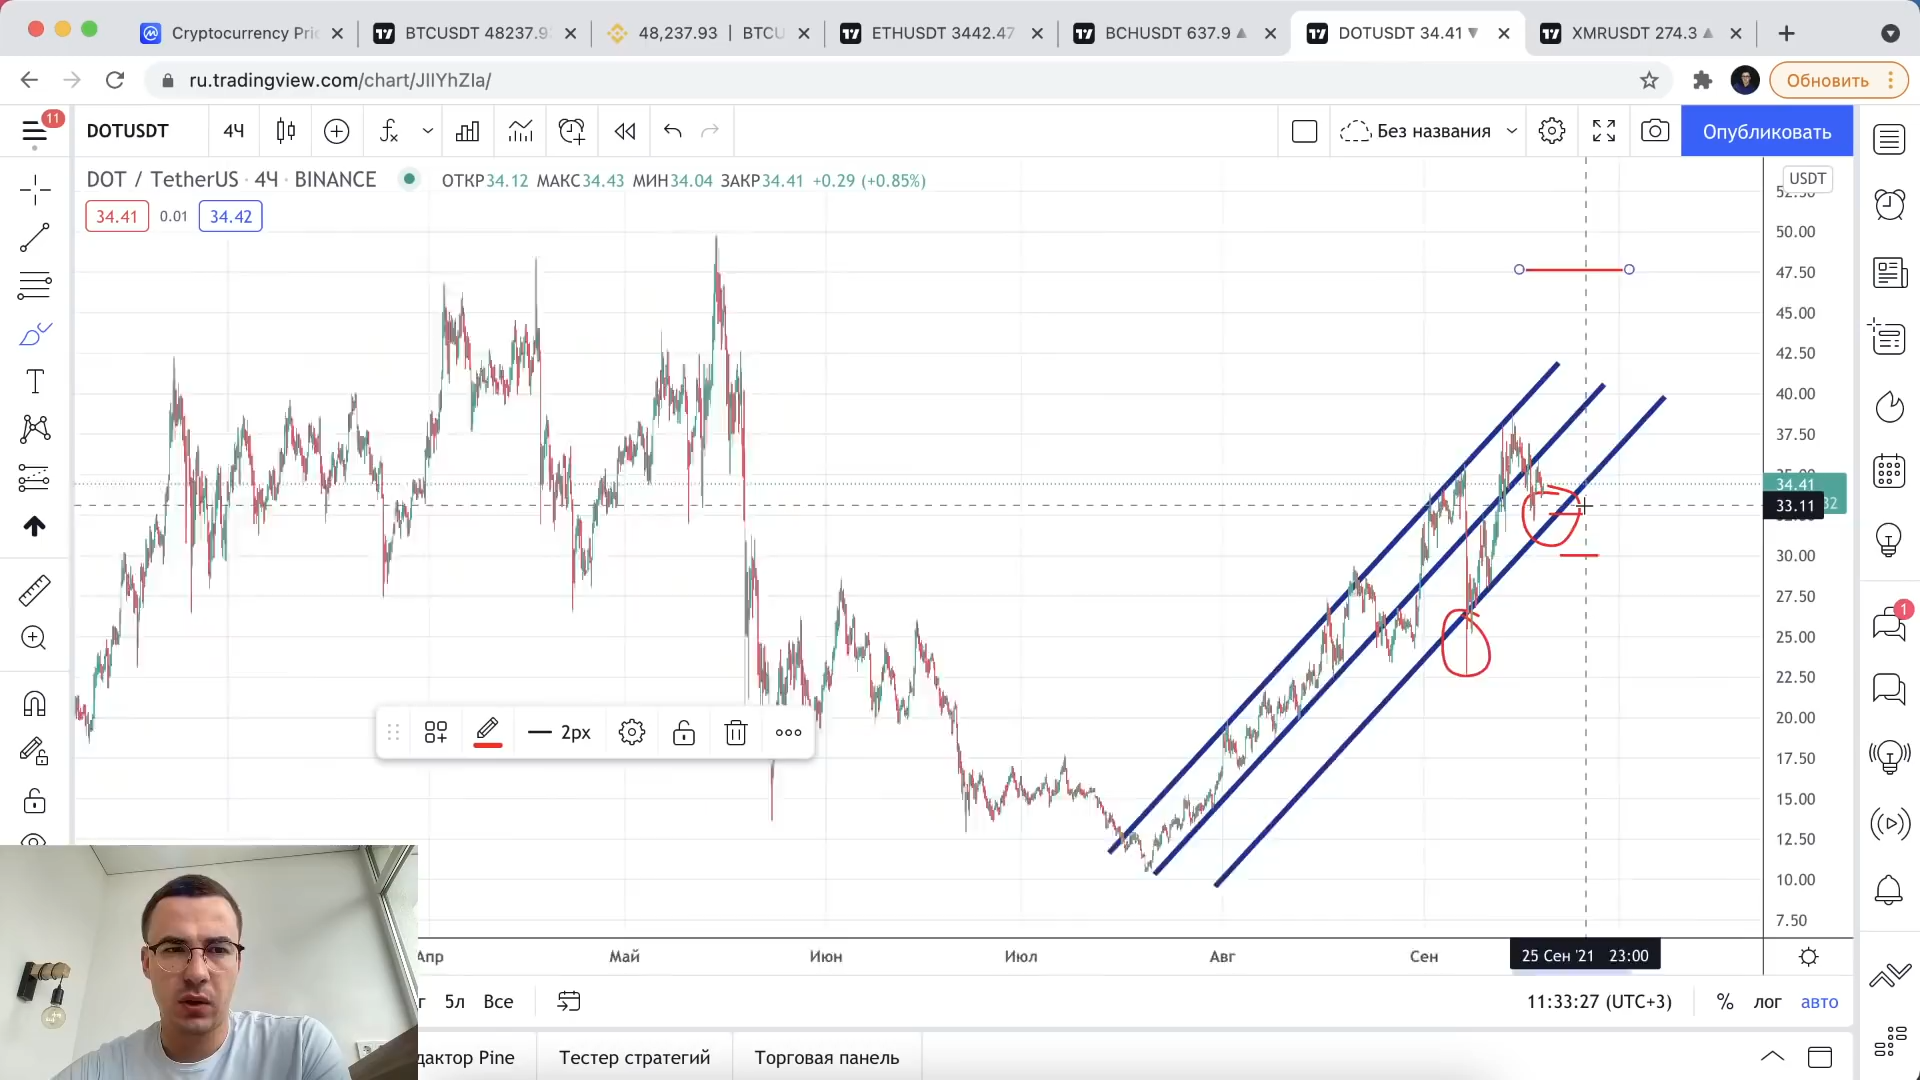 Cryptocurrency Pric
BTCUSDT 48237.9
48,237.93 | BTCU
ETHUSDT 3442.47
BCHUSDT 637.9 ▲
DOTUSDT 34.41 ▼
XMRUSDT 274.3 ▲
ru.tradingview.com/chart/JIIYhZIa/
Обновить
11
DOTUSDT
4Ч
Без названия
Опубликовать
DOT / TetherUS · 4Ч · BINANCE
ОТКР34.12 МАКС34.43 МИН34.04 ЗАКР34.41 +0.29 (+0.85%)
34.41
0.01
34.42
USDT
50.00
47.50
45.00
42.50
40.00
37.50
34.41
33.11
30.00
27.50
25.00
22.50
20.00
17.50
15.00
12.50
10.00
7.50
2px
1
Апр
Май
Июн
Июл
Авг
Сен
25 Сен '21 23:00
г
5л
Все
11:33:27 (UTC+3)
%
лог
авто
дактор Pine
Тестер стратегий
Торговая панель